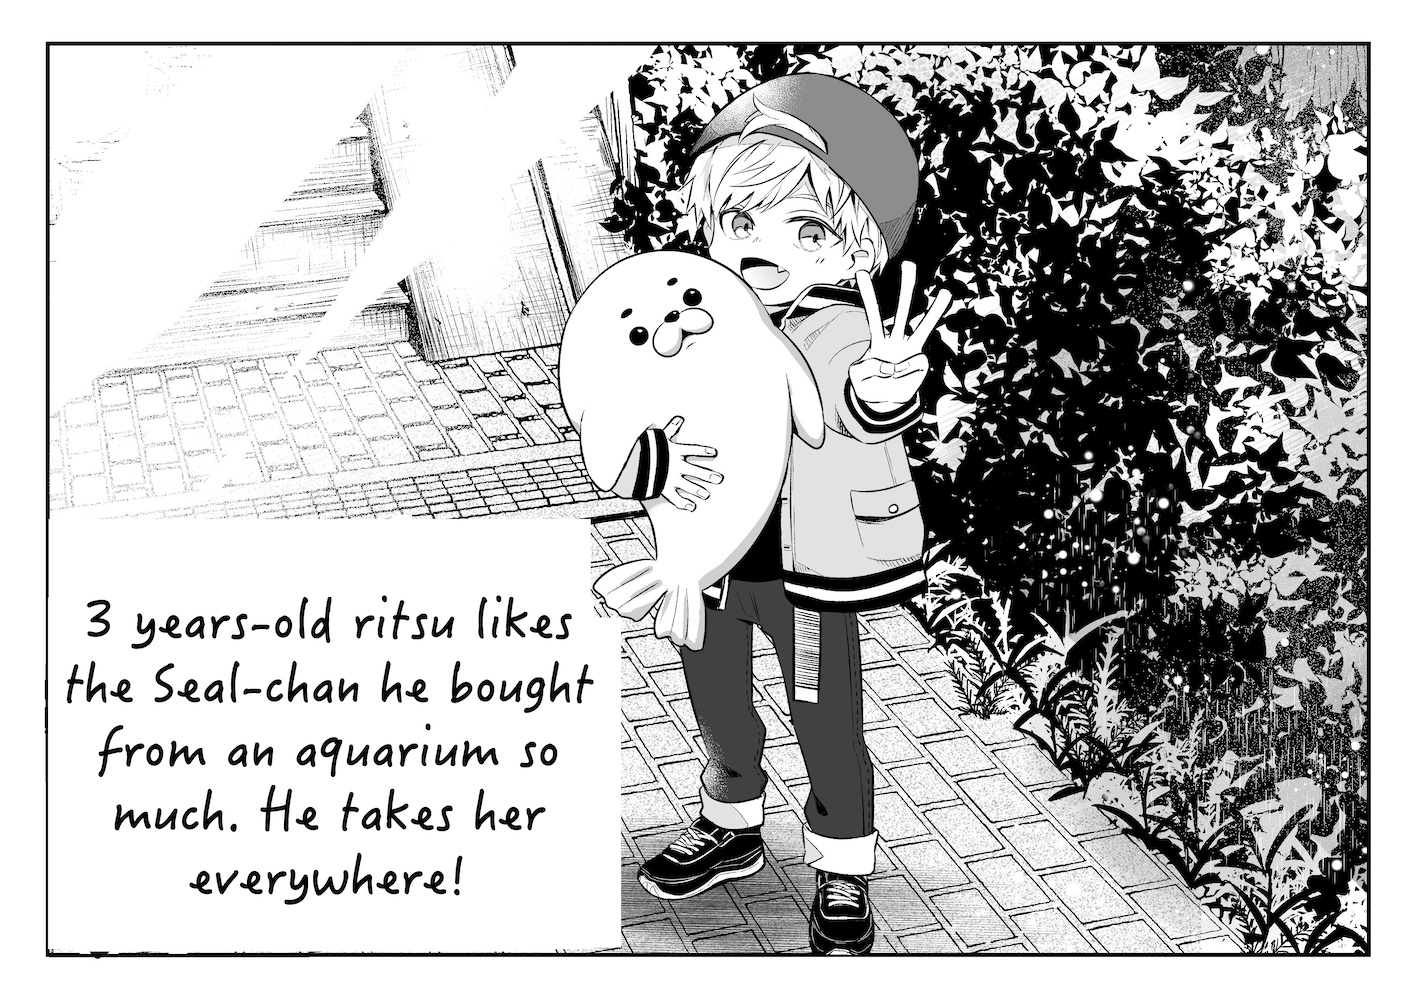 3 years-old ritsu likes
the Seal-chan he bought
from an aquarium so
much. He takes her
everywhere!